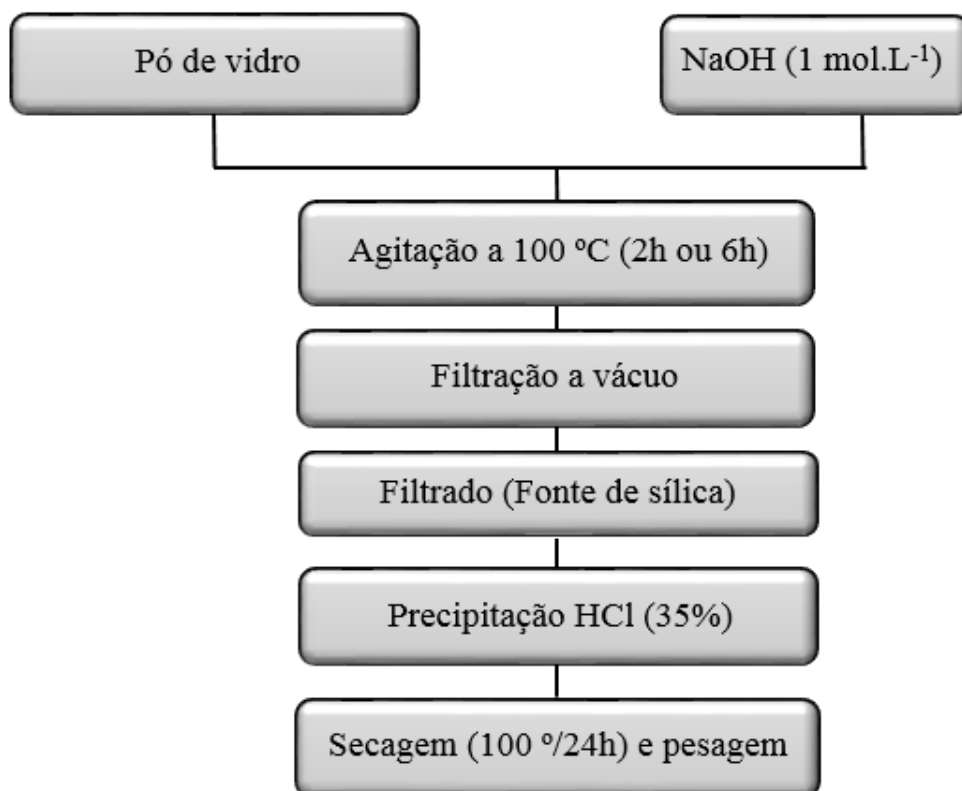 Pó de vidro
NaOH (1 mol.L⁻¹)
Agitação a 100 ºC (2h ou 6h)
Filtração a vácuo
Filtrado (Fonte de sílica)
Precipitação HCl (35%)
Secagem (100 º/24h) e pesagem